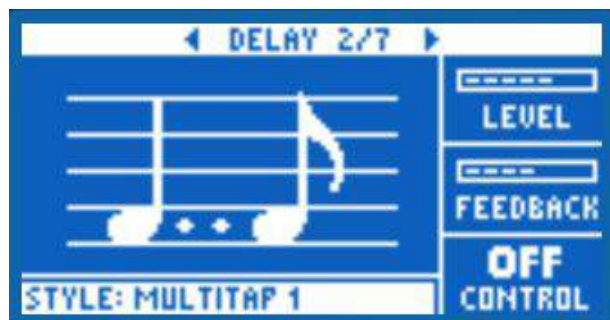 DELAY 2/7
LEVEL
FEEDBACK
OFF
CONTROL
STYLE: MULTITAP 1